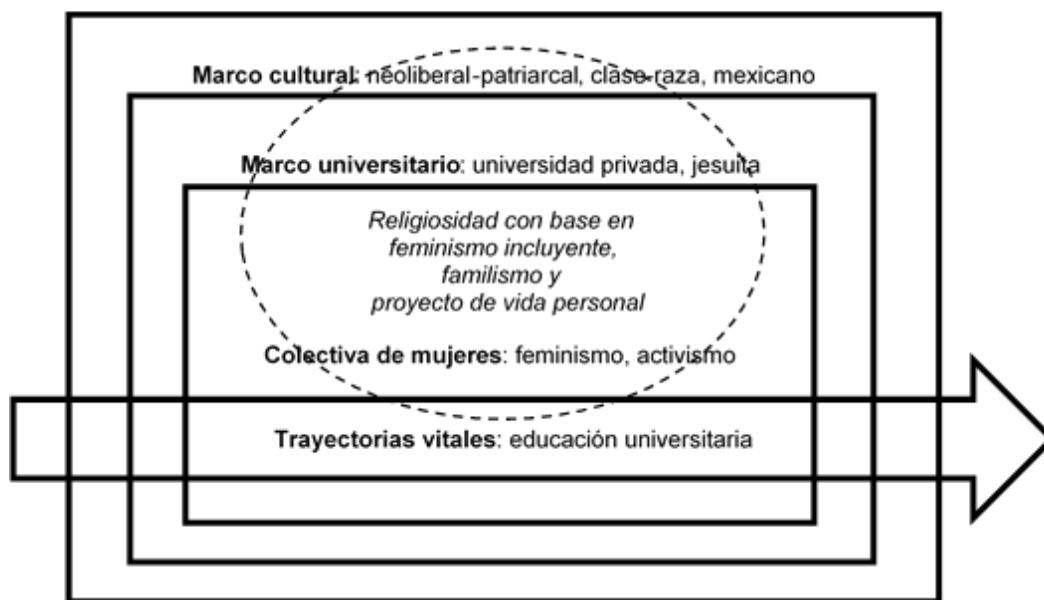 Marco cultural: neoliberal-patriarcal, clase-raza, mexicano
Marco universitario: universidad privada, jesuita
Religiosidad con base en
feminismo incluyente,
familismo y
proyecto de vida personal
Colectiva de mujeres: feminismo, activismo
Trayectorias vitales: educación universitaria